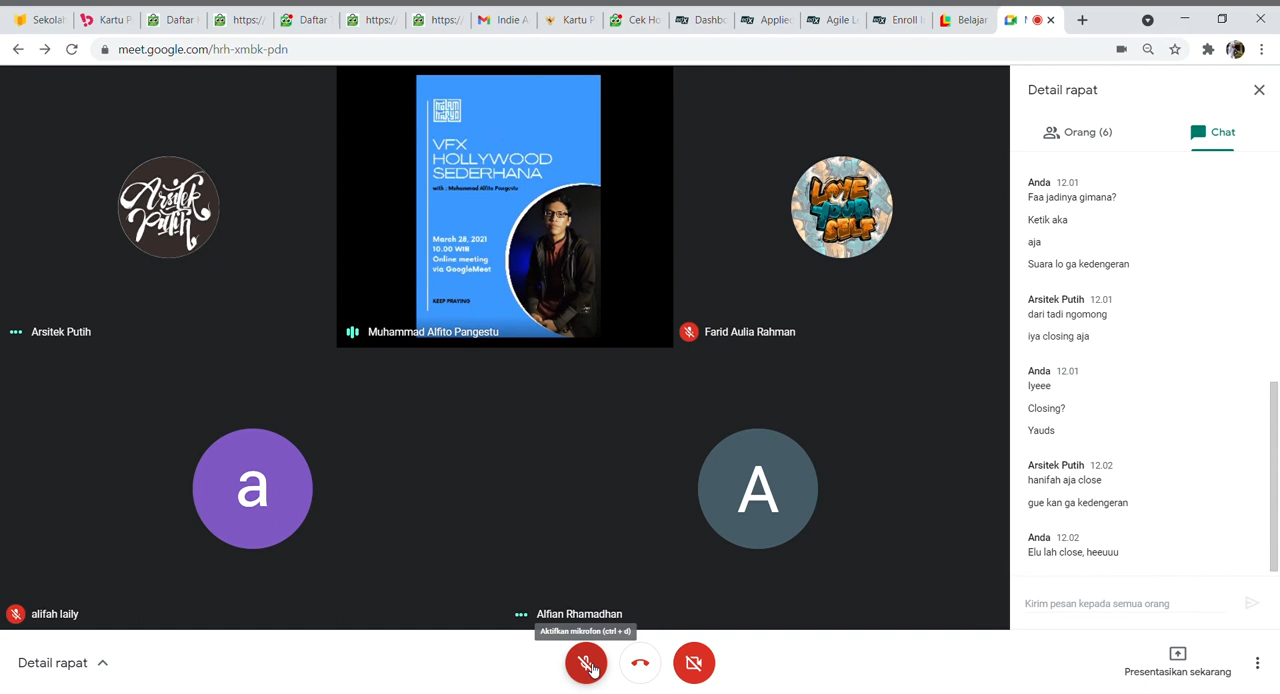 Sekolah
Kartu P
Daftar
https:/
Daftar
https:/
https:/
Indie A
Kartu P
Cek Ho
Dashbo
Applied
Agile L
Enroll
Belajar
meet.google.com/hrh-xmbk-pdn
Arsitek
Putih
VFX
HOLLYWOOD
SEDERHANA
with : Muhammad Alfito Pangestu
March 28, 2021
10.00 WIB
Online meeting
via GoogleMeet
KEEP PRAYING
LOVE
YOUR
SELF
Arsitek Putih
Muhammad Alfito Pangestu
Farid Aulia Rahman
a
A
alifah laily
Alfian Rhamadhan
Aktifkan mikrofon (ctrl + d)
Detail rapat
Presentasikan sekarang
Detail rapat
Orang (6)
Chat
Anda 12.01
Faa jadinya gimana?
Ketik aka
aja
Suara lo ga kedengeran
Arsitek Putih 12.01
dari tadi ngomong
iya closing aja
Anda 12.01
Iyeee
Closing?
Yauds
Arsitek Putih 12.02
hanifah aja close
gue kan ga kedengeran
Anda 12.02
Elu lah close, heeuuu
Kirim pesan kepada semua orang